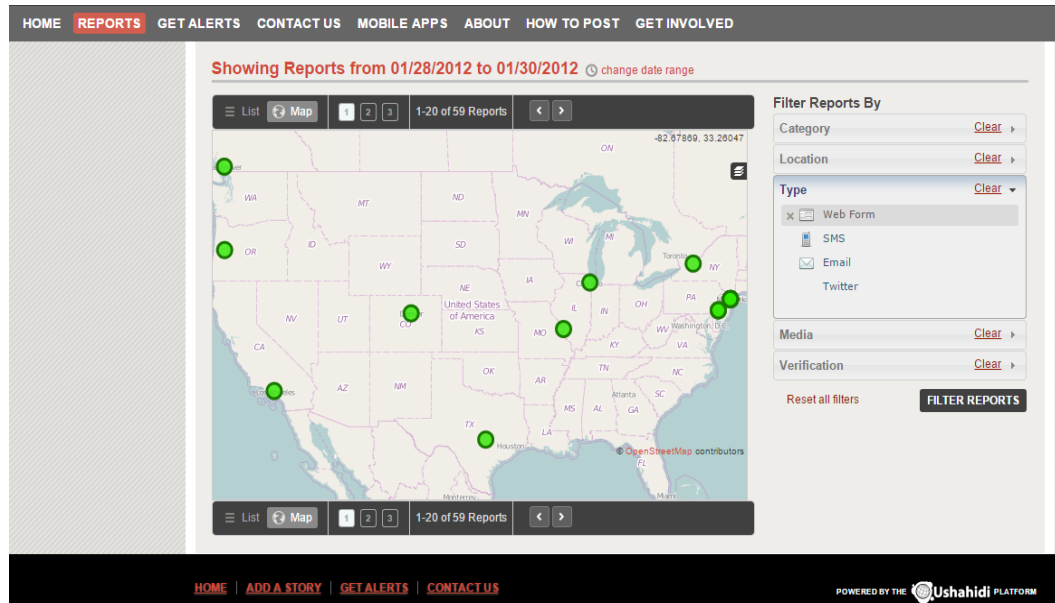 HOME REPORTS GET ALERTS CONTACT US MOBILE APPS ABOUT HOW TO POST GET INVOLVED
Showing Reports from 01/28/2012 to 01/30/2012 change date range
List Map 1 2 3 1-20 of 59 Reports
-82.67869, 33.26047
ON
WA
MT
ND
MN
OR
ID
SD
WI
MI
Toronto
NY
WY
IA
NE
PA
United States
of America
NV
UT
CO
KS
MO
IL
IN
OH
WV
Washington, D.C.
KY
VA
CA
OK
TN
NC
AZ
NM
AR
Atlanta
SC
MS
AL
GA
TX
LA
Houston
© OpenStreetMap contributors
FL
Monterrey
Miami
List Map 1 2 3 1-20 of 59 Reports
Filter Reports By
Category Clear
Location Clear
Type Clear
Web Form
SMS
Email
Twitter
Media Clear
Verification Clear
Reset all filters FILTER REPORTS
HOME | ADD A STORY | GET ALERTS | CONTACT US
POWERED BY THE Ushahidi PLATFORM